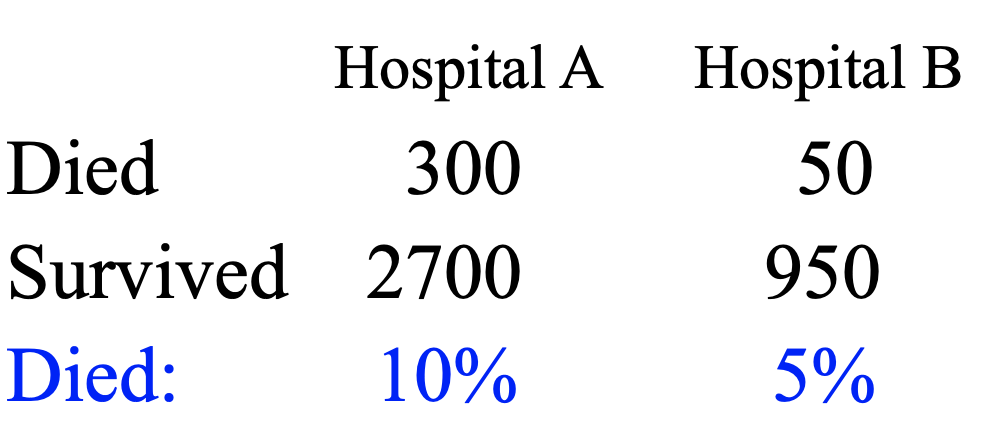 Hospital A Hospital B
Died 300 50
Survived 2700 950
Died: 10% 5%